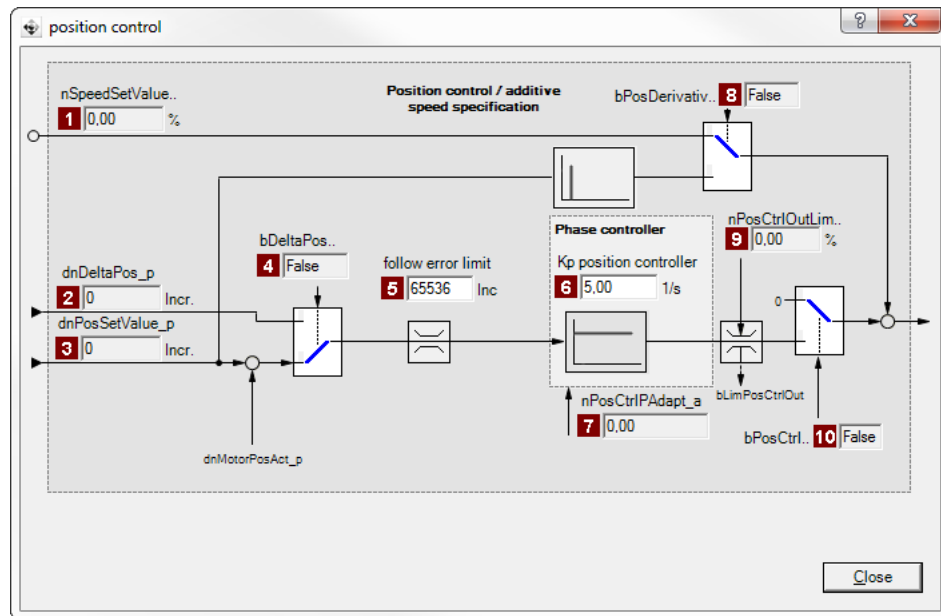 position control
?
X
nSpeedSetValue..
1 0,00 %
Position control / additive
speed specification
bPosDerivativ.. 8 False
bDeltaPos..
4 False
dnDeltaPos_p
2 0 Incr.
dnPosSetValue_p
3 0 Incr.
follow error limit
5 65536 Inc
Phase controller
Kp position controller
6 5,00 1/s
nPosCtrlOutLim..
9 0,00 %
0
nPosCtrlPAdapt_a
7 0,00
bLimPosCtrlOut
bPosCtrl.. 10 False
dnMotorPosAct_p
Close